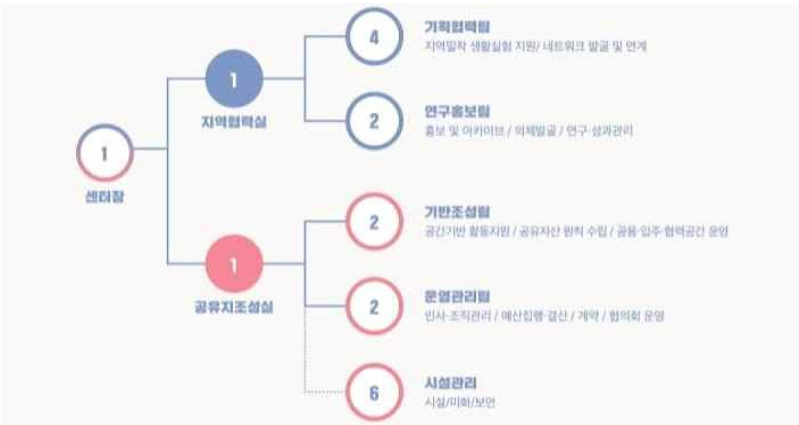 4
기획협력팀
지역밀착 생활실험 지원/ 네트워크 발굴 및 연계
1
지역협력실
2
연구홍보팀
홍보 및 아카이브 / 의제발굴 / 연구·성과관리
1
센터장
2
기반조성팀
공간기반 활동지원 / 공유자산 원칙 수립 / 공용·입주·협력공간 운영
1
공유지조성실
2
운영관리팀
인사·조직관리 / 예산집행·결산 / 계약 / 협의회 운영
6
시설관리
시설/미화/보안